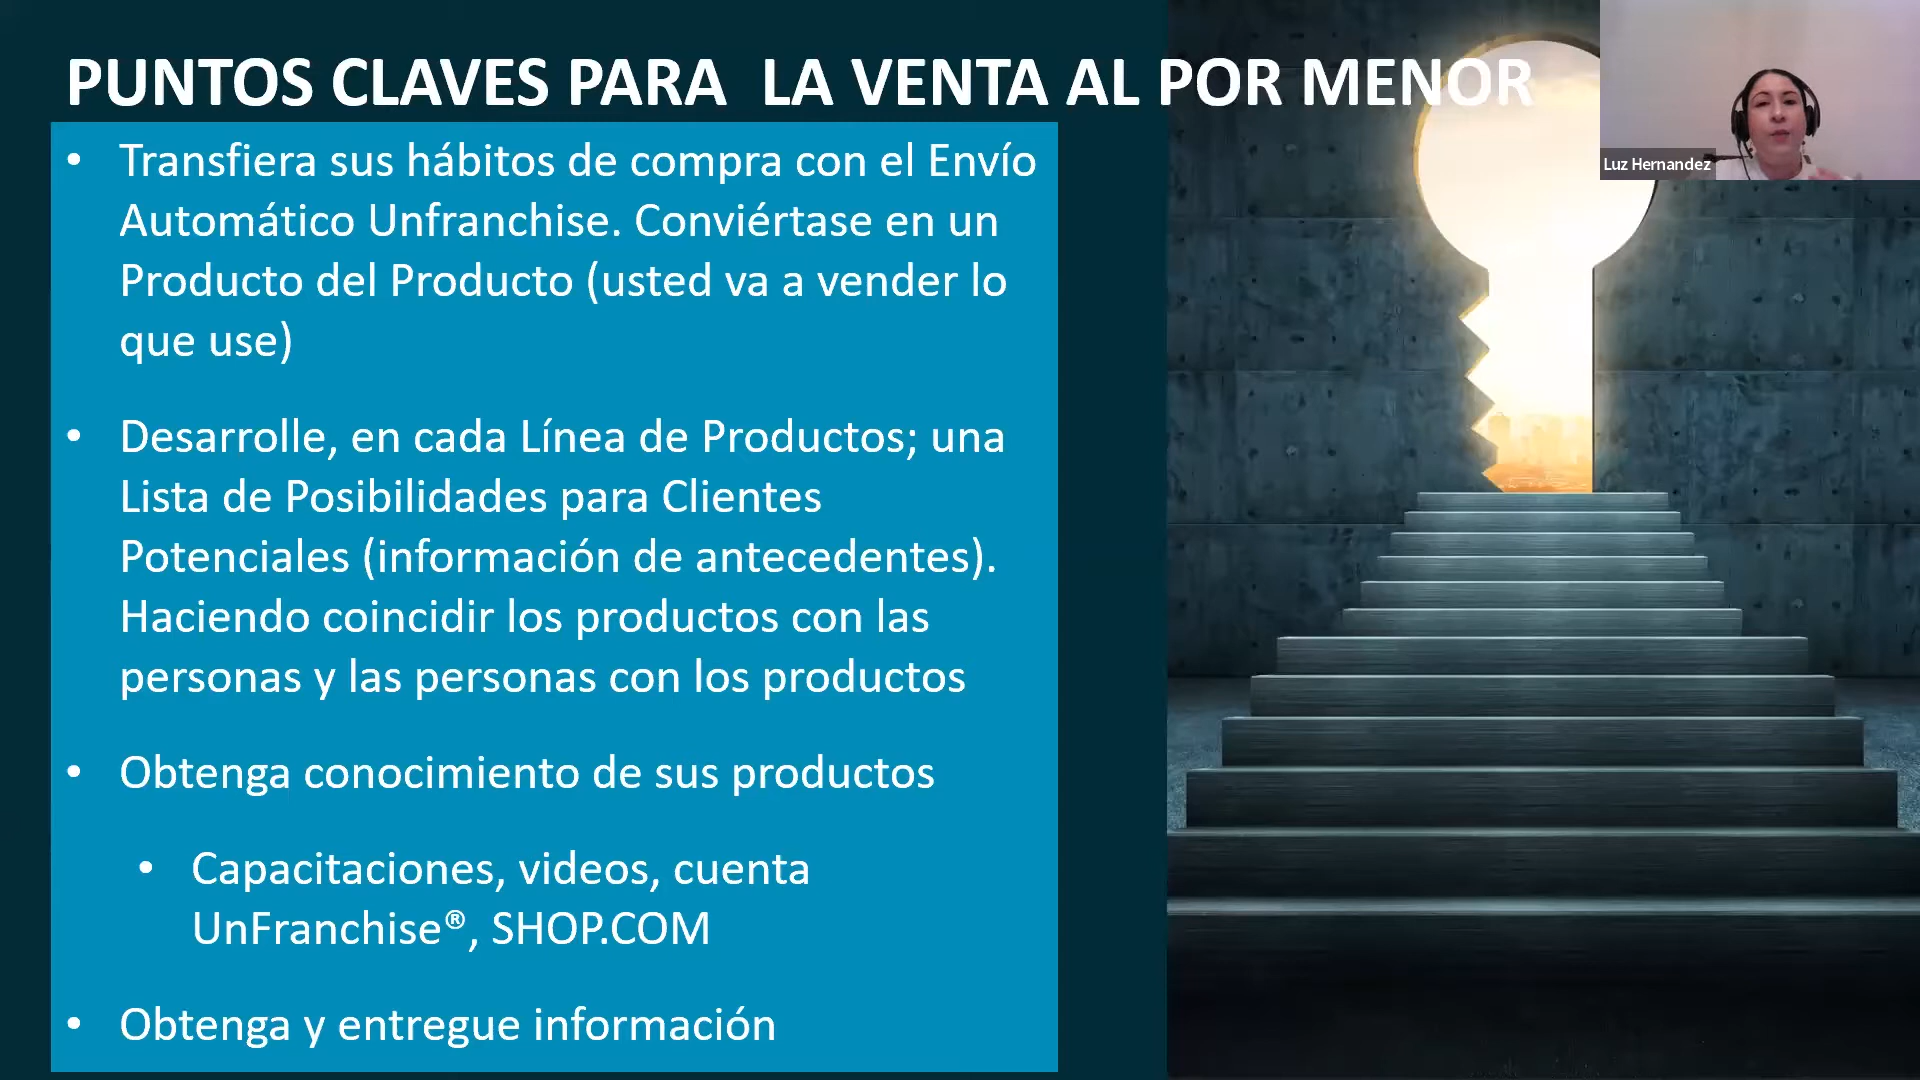 PUNTOS CLAVES PARA  LA VENTA AL POR MENOR
Luz Hernandez
• Transfiera sus hábitos de compra con el Envío
Automático Unfranchise. Conviértase en un
Producto del Producto (usted va a vender lo
que use)
• Desarrolle, en cada Línea de Productos; una
Lista de Posibilidades para Clientes
Potenciales (información de antecedentes).
Haciendo coincidir los productos con las
personas y las personas con los productos
• Obtenga conocimiento de sus productos
• Capacitaciones, videos, cuenta
UnFranchise®, SHOP.COM
• Obtenga y entregue información